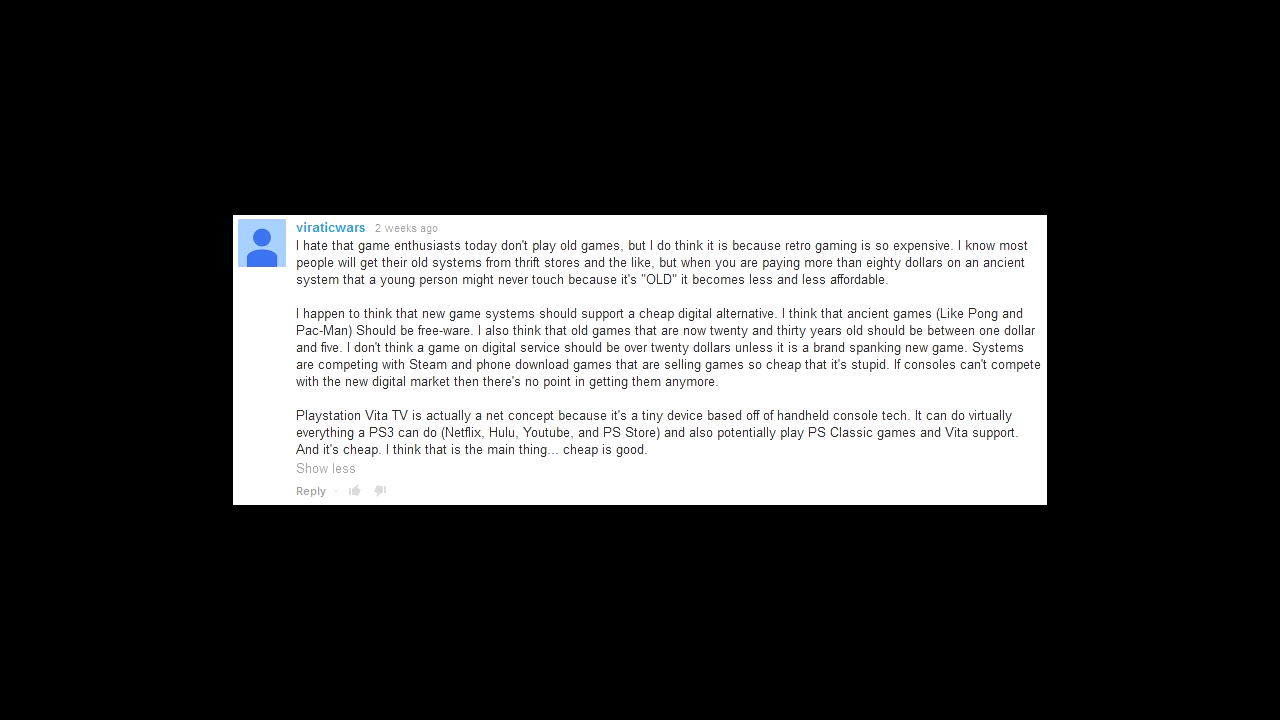 viraticwars 2 weeks ago
I hate that game enthusiasts today don't play old games, but I do think it is because retro gaming is so expensive. I know most
people will get their old systems from thrift stores and the like, but when you are paying more than eighty dollars on an ancient
system that a young person might never touch because it's "OLD" it becomes less and less affordable.
I happen to think that new game systems should support a cheap digital alternative. I think that ancient games (Like Pong and
Pac-Man) Should be free-ware. I also think that old games that are now twenty and thirty years old should be between one dollar
and five. I don't think a game on digital service should be over twenty dollars unless it is a brand spanking new game. Systems
are competing with Steam and phone download games that are selling games so cheap that it's stupid. If consoles can't compete
with the new digital market then there's no point in getting them anymore.
Playstation Vita TV is actually a net concept because it's a tiny device based off of handheld console tech. It can do virtually
everything a PS3 can do (Netflix, Hulu, Youtube, and PS Store) and also potentially play PS Classic games and Vita support.
And it's cheap. I think that is the main thing... cheap is good.
Show less
Reply ·